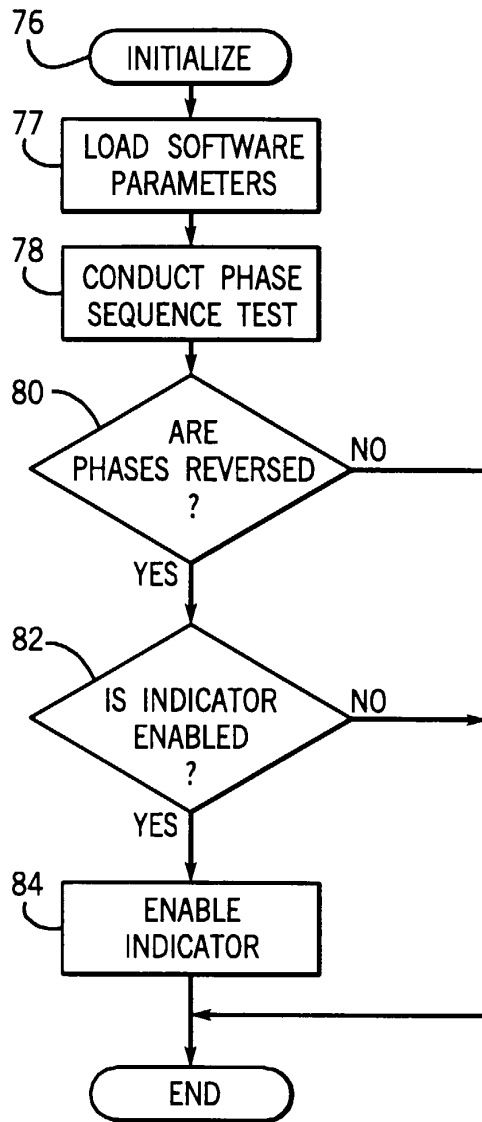 76
INITIALIZE
77
LOAD SOFTWARE
PARAMETERS
78
CONDUCT PHASE
SEQUENCE TEST
80
ARE
PHASES REVERSED
?
NO
YES
82
IS INDICATOR
ENABLED
?
NO
YES
84
ENABLE
INDICATOR
END